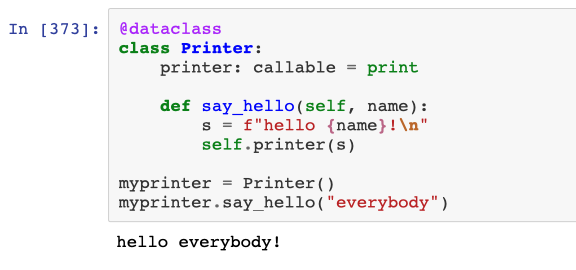 In [373]: @dataclass
class Printer:
    printer: callable = print

    def say_hello(self, name):
        s = f"hello {name}!\n"
        self.printer(s)

myprinter = Printer()
myprinter.say_hello("everybody")
hello everybody!